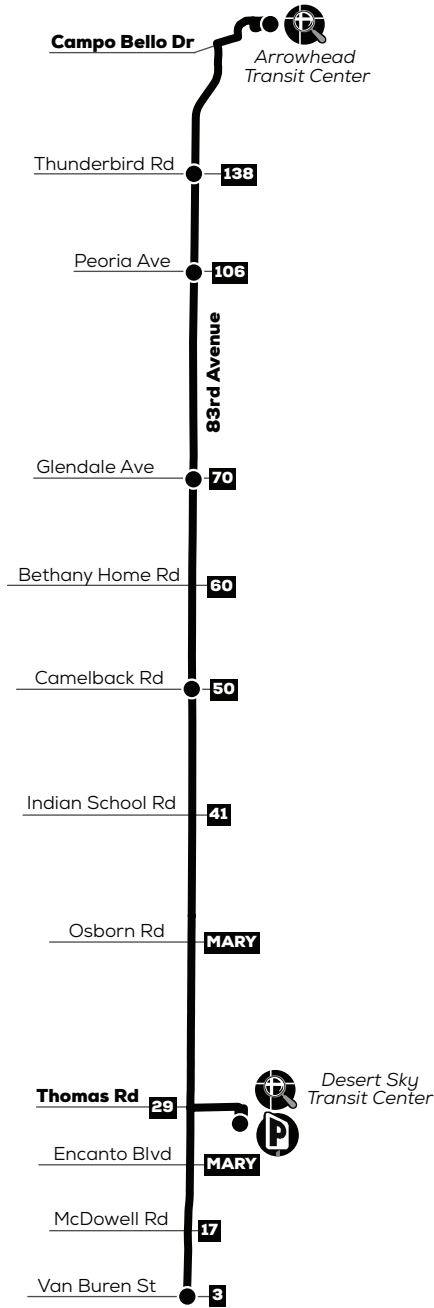 Campo Bello Dr
Arrowhead
Transit Center
Thunderbird Rd
138
Peoria Ave
106
83rd Avenue
Glendale Ave
70
Bethany Home Rd
60
Camelback Rd
50
Indian School Rd
41
Osborn Rd
MARY
Desert Sky
Transit Center
Thomas Rd
29
P
Encanto Blvd
MARY
McDowell Rd
17
Van Buren St
3